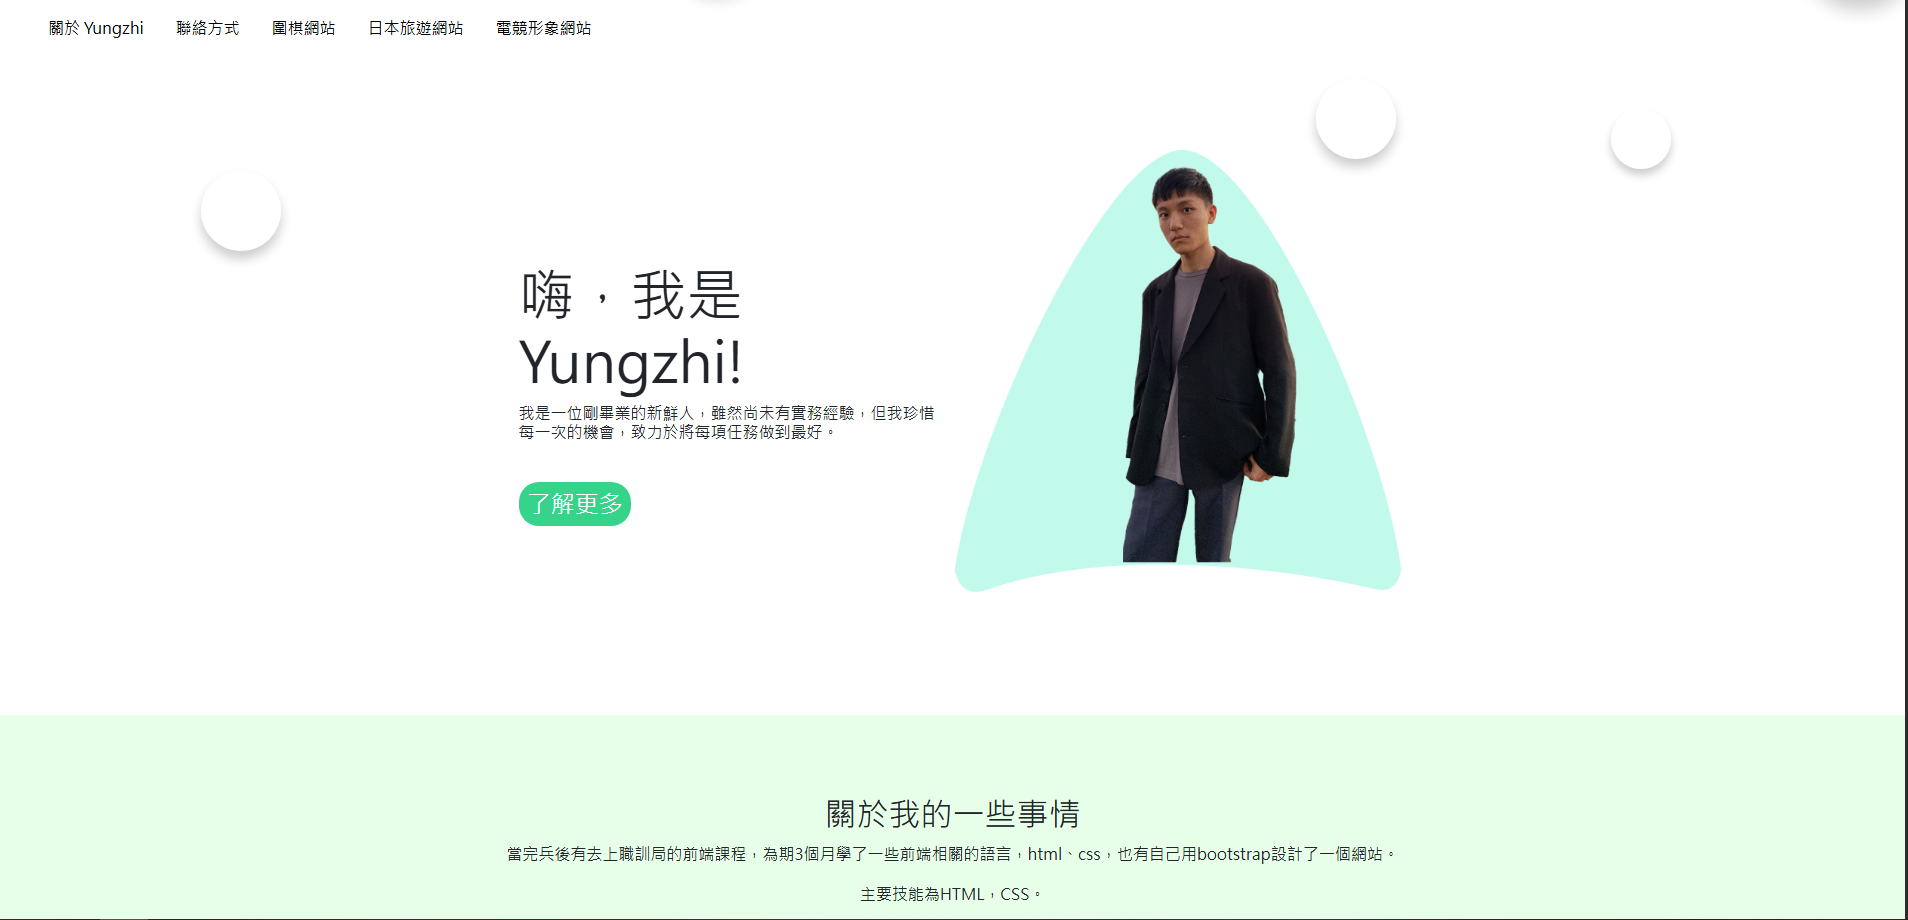 關於 Yungzhi 聯絡方式 圍棋網站 日本旅遊網站 電競形象網站
嗨，我是
Yungzhi!
我是一位剛畢業的新鮮人，雖然尚未有實務經驗，但我珍惜
每一次的機會，致力於將每項任務做到最好。
了解更多
關於我的一些事情
當完兵後有去上職訓局的前端課程，為期3個月學了一些前端相關的語言，html、css，也有自己用bootstrap設計了一個網站。
主要技能為HTML，CSS。